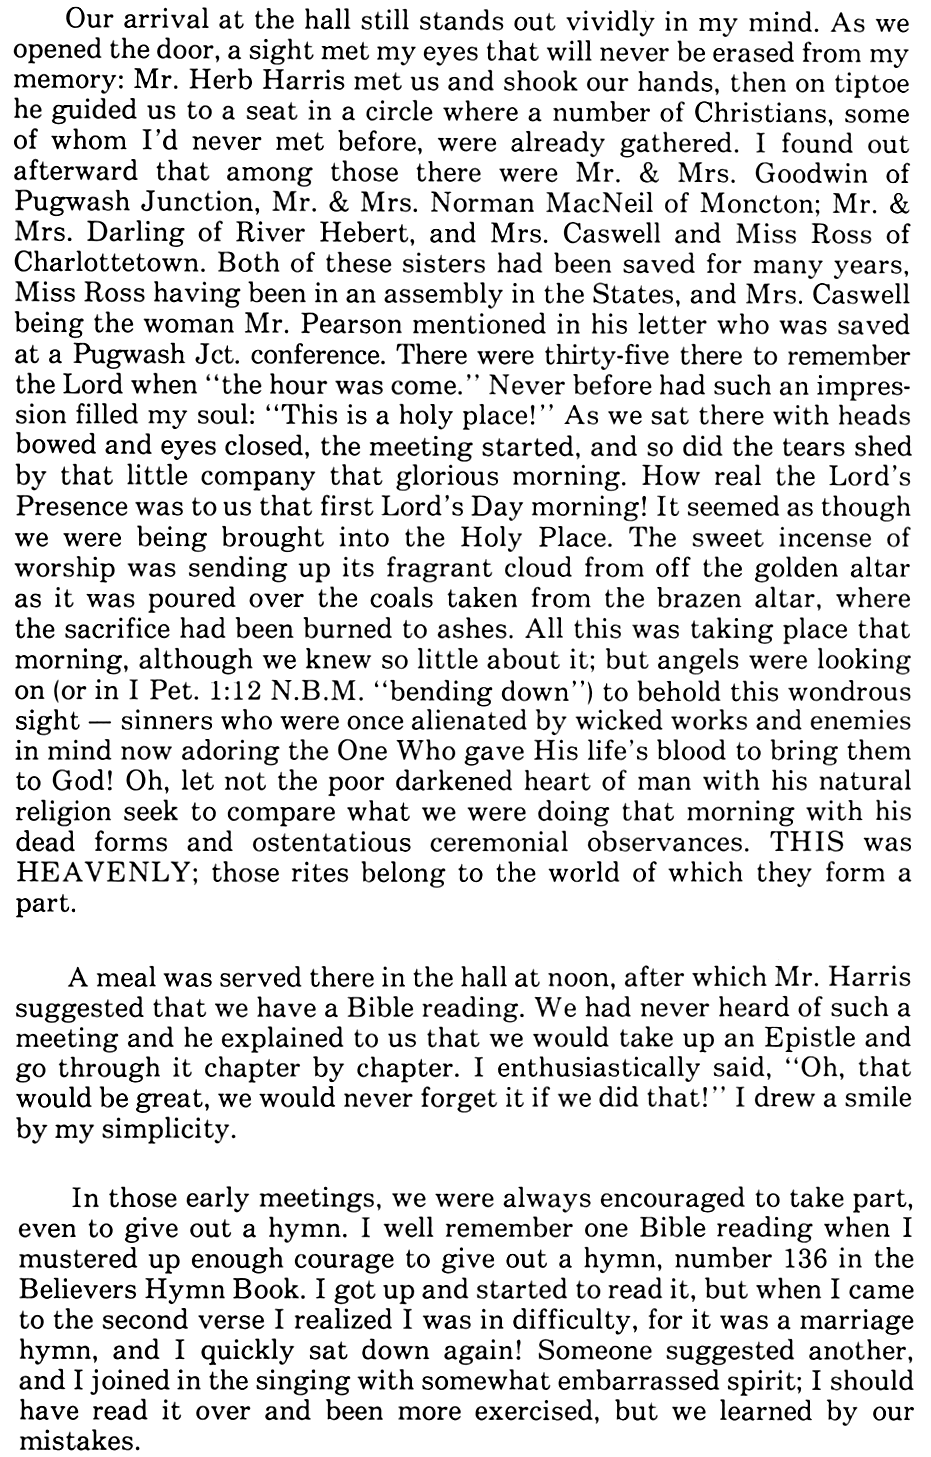 Our arrival at the hall still stands out vividly in my mind. As we
opened the door, a sight met my eyes that will never be erased from my
memory: Mr. Herb Harris met us and shook our hands, then on tiptoe
he guided us to a seat in a circle where a number of Christians, some
of whom I'd never met before, were already gathered. I found out
afterward that among those there were Mr. & Mrs. Goodwin of
Pugwash Junction, Mr. & Mrs. Norman MacNeil of Moncton; Mr. &
Mrs. Darling of River Hebert, and Mrs. Caswell and Miss Ross of
Charlottetown. Both of these sisters had been saved for many years,
Miss Ross having been in an assembly in the States, and Mrs. Caswell
being the woman Mr. Pearson mentioned in his letter who was saved
at a Pugwash Jct. conference. There were thirty-five there to remember
the Lord when "the hour was come." Never before had such an impres-
sion filled my soul: "This is a holy place!" As we sat there with heads
bowed and eyes closed, the meeting started, and so did the tears shed
by that little company that glorious morning. How real the Lord's
Presence was to us that first Lord's Day morning! It seemed as though
we were being brought into the Holy Place. The sweet incense of
worship was sending up its fragrant cloud from off the golden altar
as it was poured over the coals taken from the brazen altar, where
the sacrifice had been burned to ashes. All this was taking place that
morning, although we knew so little about it; but angels were looking
on (or in I Pet. 1:12 N.B.M. "bending down") to behold this wondrous
sight — sinners who were once alienated by wicked works and enemies
in mind now adoring the One Who gave His life's blood to bring them
to God! Oh, let not the poor darkened heart of man with his natural
religion seek to compare what we were doing that morning with his
dead forms and ostentatious ceremonial observances. THIS was
HEAVENLY; those rites belong to the world of which they form a
part.
A meal was served there in the hall at noon, after which Mr. Harris
suggested that we have a Bible reading. We had never heard of such a
meeting and he explained to us that we would take up an Epistle and
go through it chapter by chapter. I enthusiastically said, "Oh, that
would be great, we would never forget it if we did that!" I drew a smile
by my simplicity.
In those early meetings, we were always encouraged to take part,
even to give out a hymn. I well remember one Bible reading when I
mustered up enough courage to give out a hymn, number 136 in the
Believers Hymn Book. I got up and started to read it, but when I came
to the second verse I realized I was in difficulty, for it was a marriage
hymn, and I quickly sat down again! Someone suggested another,
and I joined in the singing with somewhat embarrassed spirit; I should
have read it over and been more exercised, but we learned by our
mistakes.